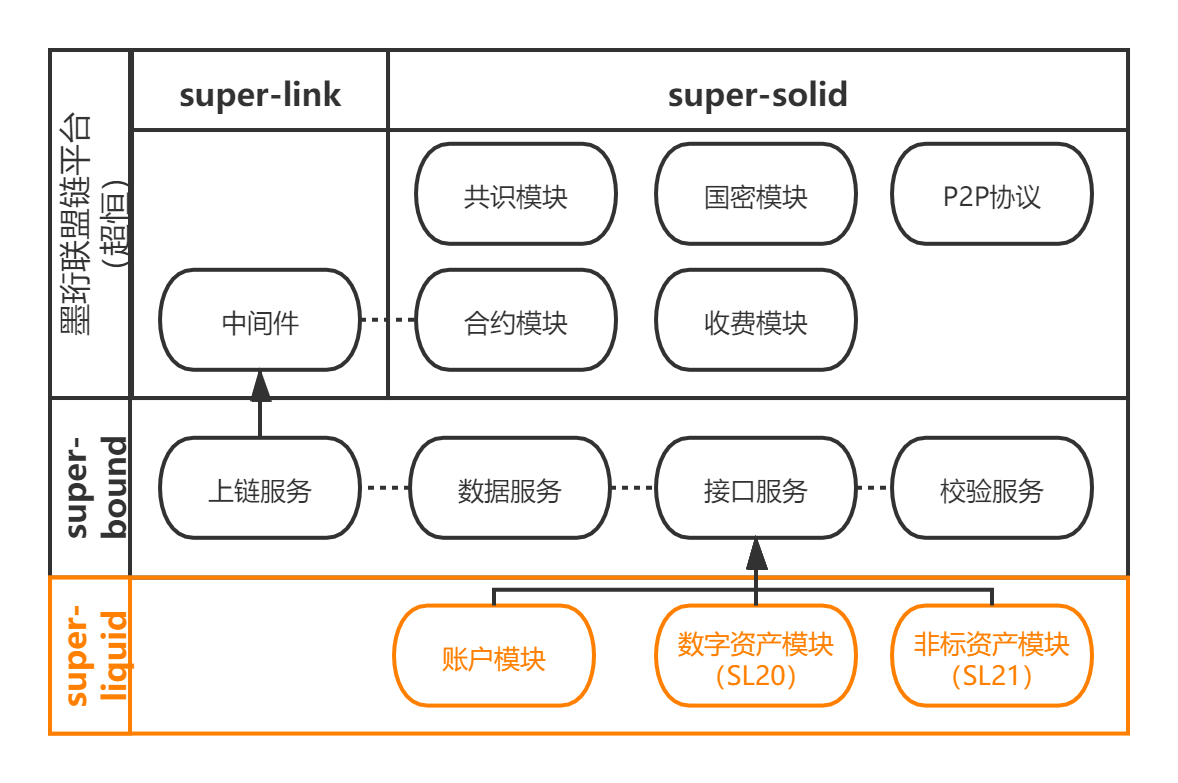 super-link
super-solid
墨珩联盟链平台
（超恒）
共识模块
国密模块
P2P协议
中间件
合约模块
收费模块
super-
bound
上链服务
数据服务
接口服务
校验服务
super-
liquid
账户模块
数字资产模块
（SL20）
非标资产模块
（SL21）